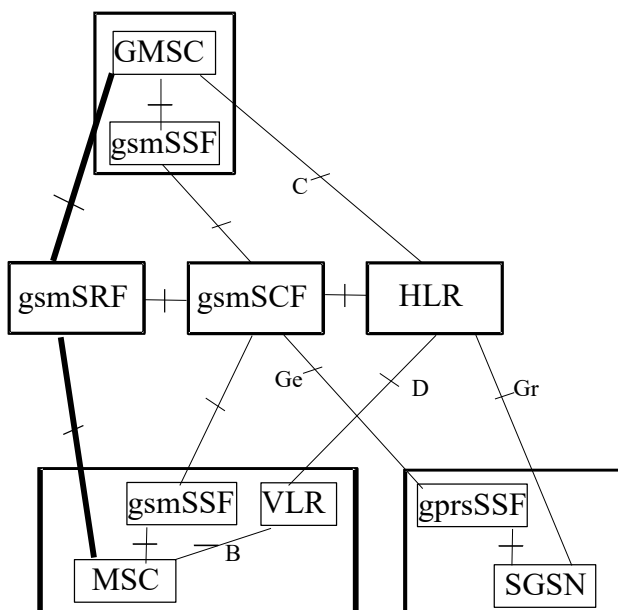 GMSC
gsmSSF
C
gsmSRF
gsmSCF
HLR
Ge
D
Gr
gsmSSF
VLR
gprsSSF
B
MSC
SGSN